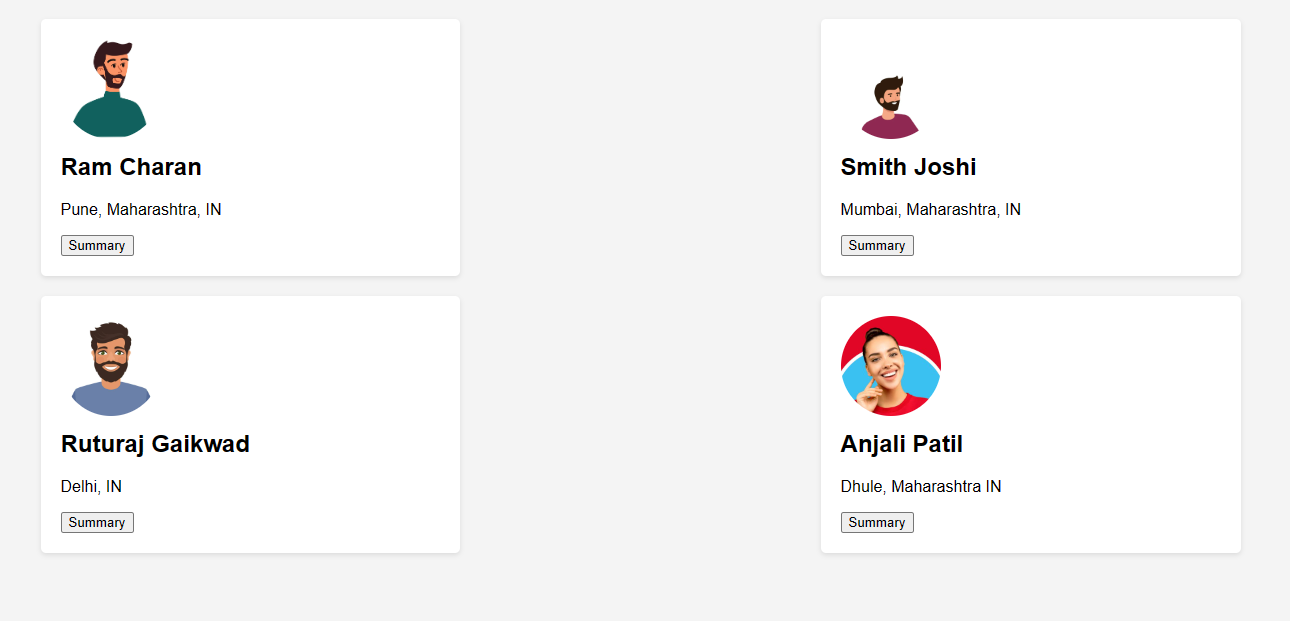 Ram Charan
Pune, Maharashtra, IN
Summary
Smith Joshi
Mumbai, Maharashtra, IN
Summary
Ruturaj Gaikwad
Delhi, IN
Summary
Anjali Patil
Dhule, Maharashtra IN
Summary